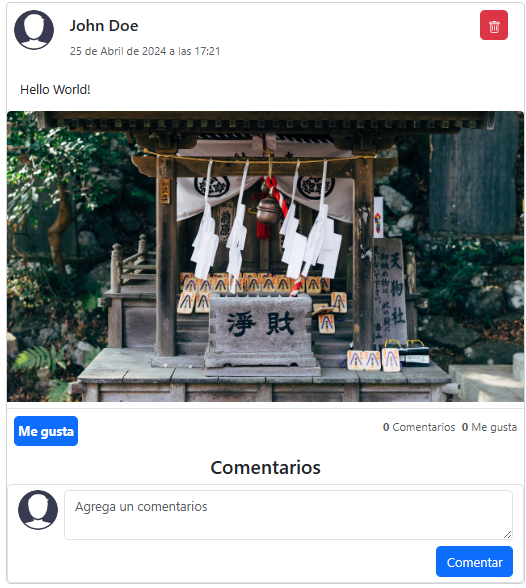 John Doe
25 de Abril de 2024 a las 17:21
Hello World!
天狗社
淨財
Me gusta
0 Comentarios 0 Me gusta
Comentarios
Agrega un comentarios
Comentar